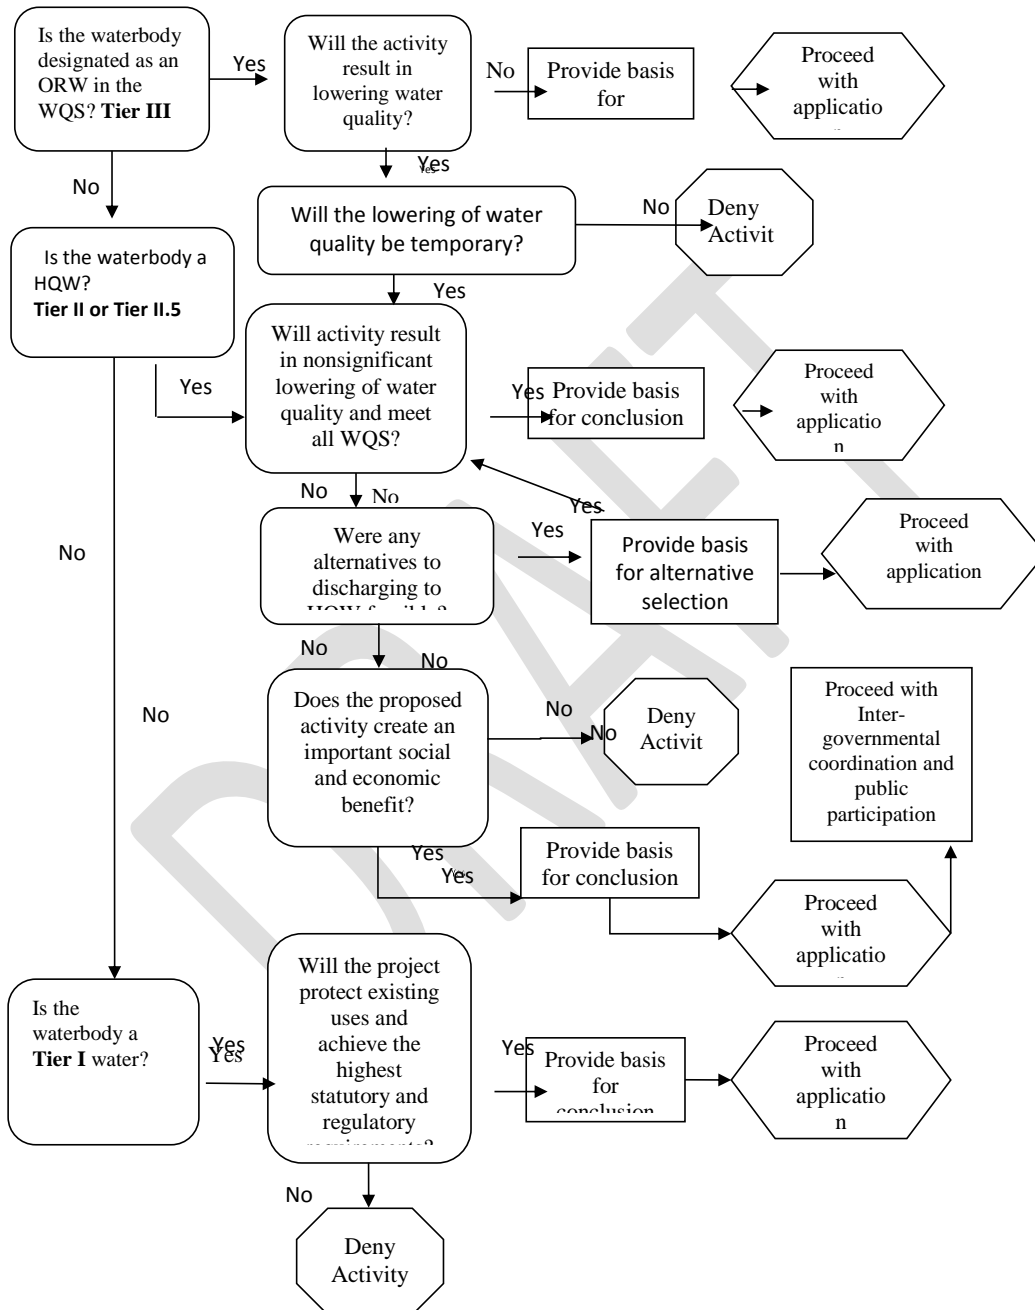 Is the waterbody
designated as an
ORW in the
WQS? Tier III
Yes
Will the activity
result in
lowering water
quality?
No
Provide basis
for
Proceed
with
applicatio
No
Yes
Yes
Will the lowering of water
quality be temporary?
No
Deny
Activit
Is the waterbody a
HQW?
Tier II or Tier II.5
Yes
Will activity result
in nonsignificant
lowering of water
quality and meet
all WQS?
Yes
Yes
Provide basis
for conclusion
Proceed
with
applicatio
n
No
No
Yes
No
Were any
alternatives to
discharging to
HQW feasible?
Yes
Provide basis
for alternative
selection
Proceed
with
application
No
No
No
Does the proposed
activity create an
important social
and economic
benefit?
No
No
Deny
Activit
Proceed with
Inter-
governmental
coordination and
public
participation
Yes
Yes
Provide basis
for conclusion
Proceed
with
applicatio
Is the
waterbody a
Tier I water?
Yes
Yes
Will the project
protect existing
uses and
achieve the
highest
statutory and
regulatory
requirements?
Yes
Provide basis
for
conclusion
Proceed
with
applicatio
n
No
Deny
Activity
DRAFT